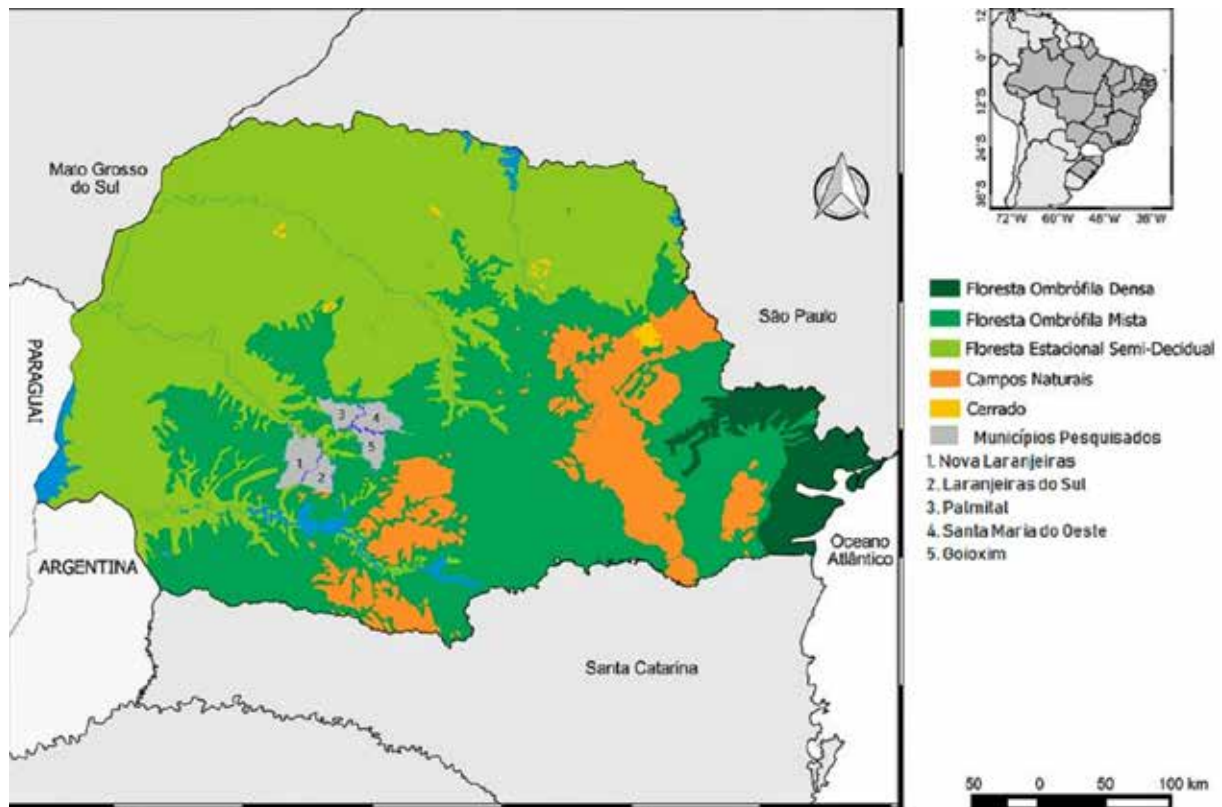 Mato Grosso
do Sul
PARAGUAI
ARGENTINA
São Paulo
Oceano
Atlântico
Santa Catarina
3
4
5
1
2
12
0°
12°S
24°S
36°S
72°W 60°W 48°W 36°W
Floresta Ombrófila Densa
Floresta Ombrófila Mista
Floresta Estacional Semi-Decidual
Campos Naturais
Cerrado
Municípios Pesquisados
1. Nova Laranjeiras
2. Laranjeiras do Sul
3. Palmital
4. Santa Maria do Oeste
5. Goioxim
50 0 50 100 km